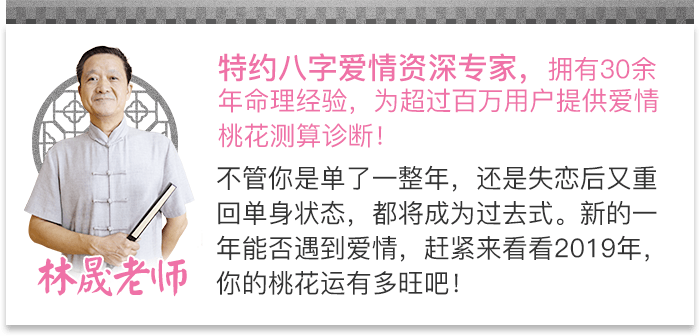 特约八字爱情资深专家，拥有30余
年命理经验，为超过百万用户提供爱情
桃花测算诊断！
不管你是单了一整年，还是失恋后又重
回单身状态，都将成为过去式。新的一
年能否遇到爱情，赶紧来看看2019年，
你的桃花运有多旺吧！
林晟老师